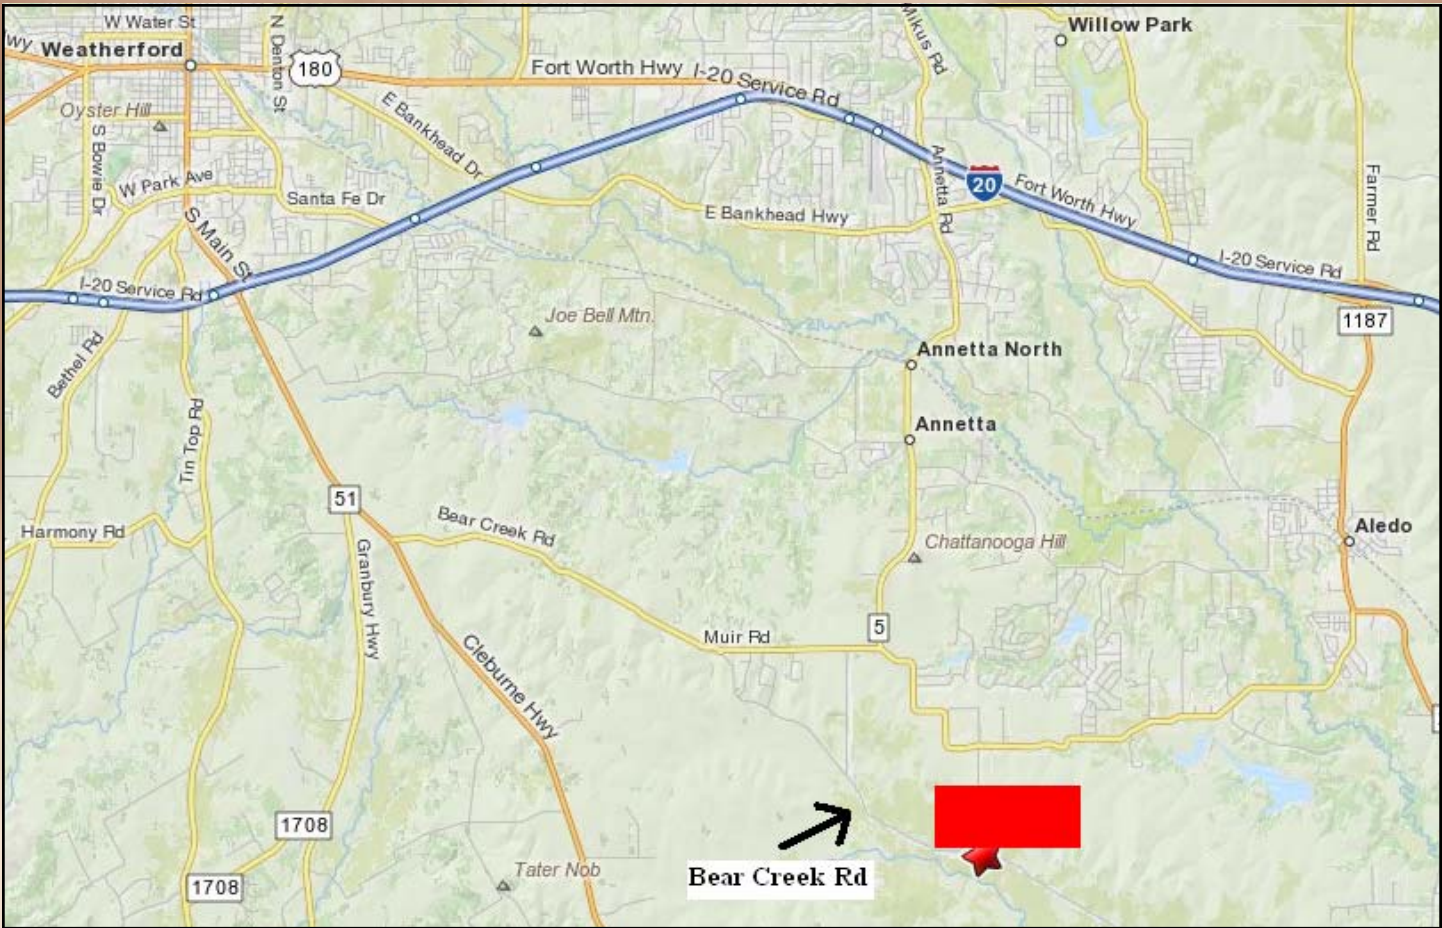 W Water St
N Denton St
Mikus Rd
Willow Park
Weatherford
180
Fort Worth Hwy
I-20 Service Rd
Oyster Hill
E Bankhead Dr
S Bowie Dr
Annetta Rd
20
Fort Worth Hwy
Farmer Rd
W Park Ave
Santa Fe Dr
E Bankhead Hwy
S Main St
I-20 Service Rd
I-20 Service Rd
Joe Bell Mtn.
1187
Bethel Rd
Annetta North
Tin Top Rd
Annetta
51
Bear Creek Rd
Harmony Rd
Aledo
Chattanooga Hill
Granbury Hwy
5
Muir Rd
Cleburne Hwy
1708
Tater Nob
Bear Creek Rd
1708